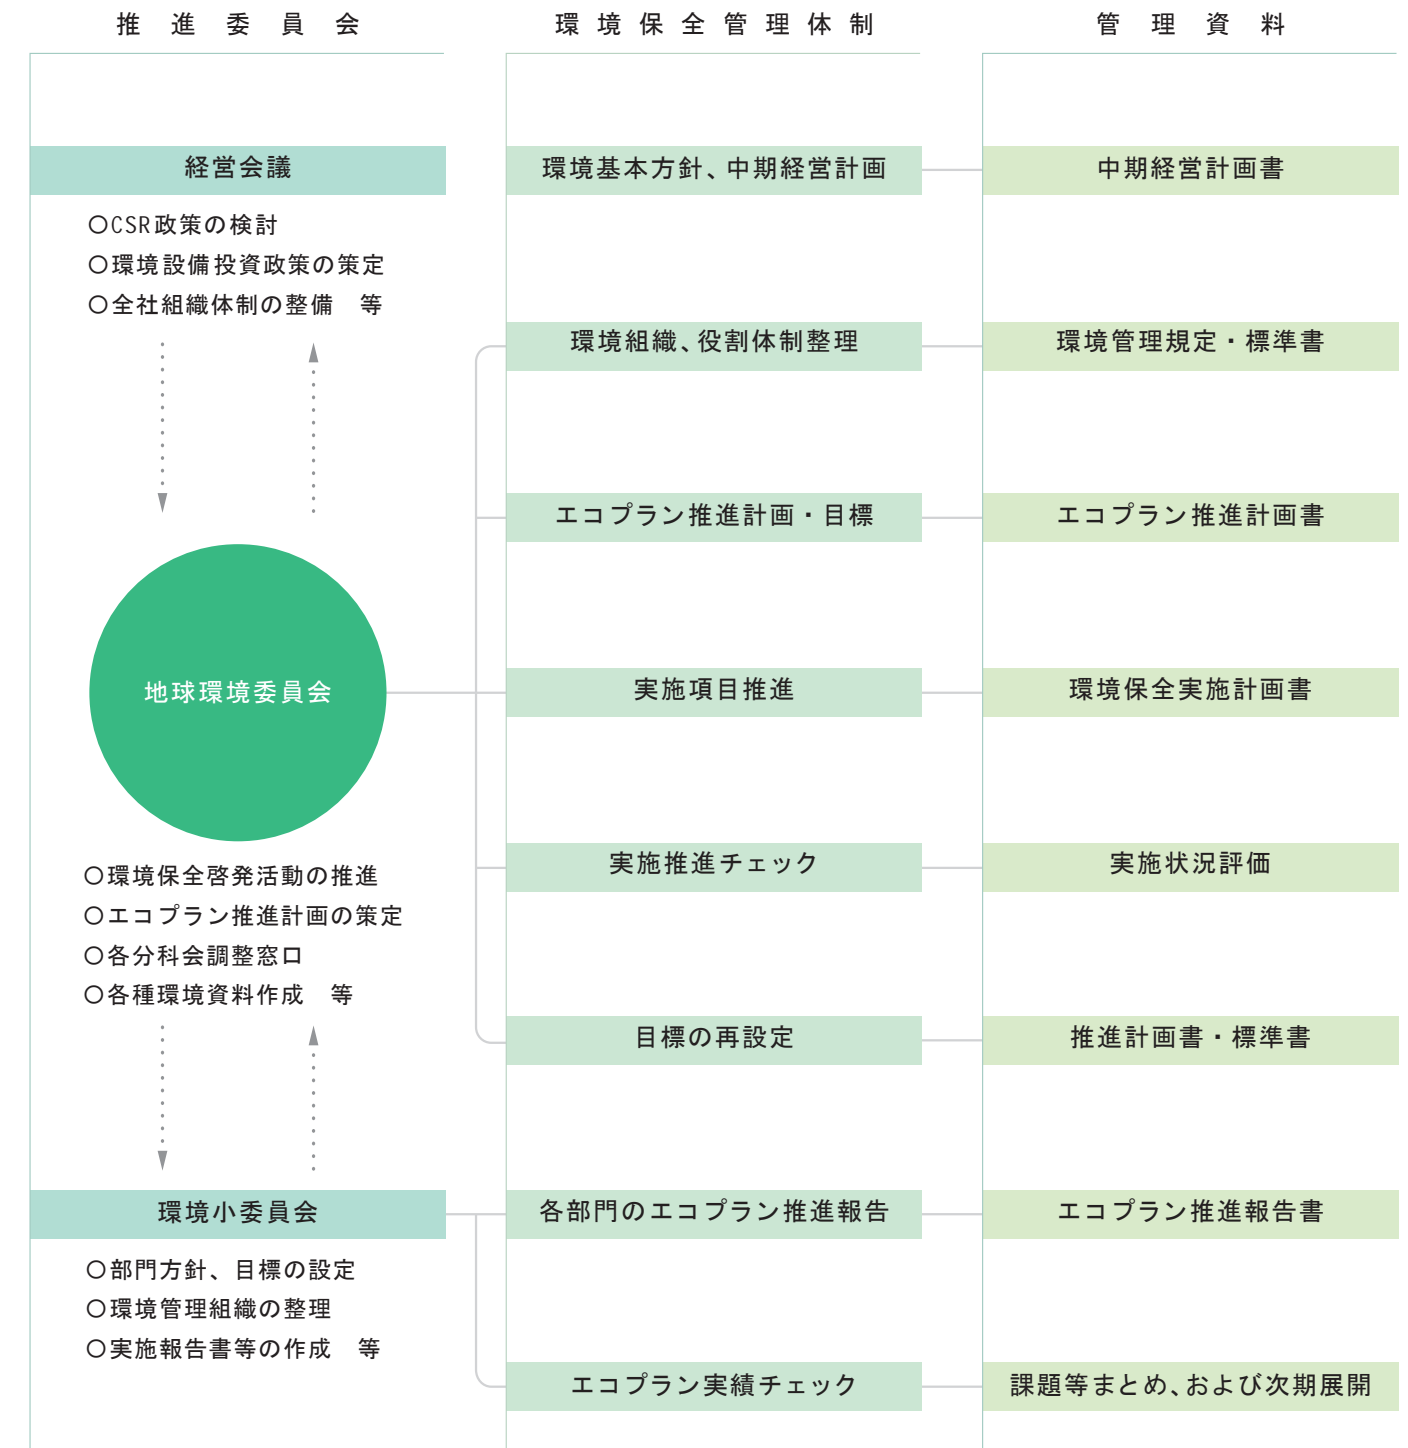 推進委員会
経営会議
〇CSR政策の検討
〇環境設備投資政策の策定
〇全社組織体制の整備　等
地球環境委員会
〇環境保全啓発活動の推進
〇エコプラン推進計画の策定
〇各分科会調整窓口
〇各種環境資料作成　等
環境小委員会
〇部門方針、目標の設定
〇環境管理組織の整理
〇実施報告書等の作成　等
環境保全管理体制
環境基本方針、中期経営計画
環境組織、役割体制整理
エコプラン推進計画・目標
実施項目推進
実施推進チェック
目標の再設定
各部門のエコプラン推進報告
エコプラン実績チェック
管理資料
中期経営計画書
環境管理規定・標準書
エコプラン推進計画書
環境保全実施計画書
実施状況評価
推進計画書・標準書
エコプラン推進報告書
課題等まとめ、および次期展開